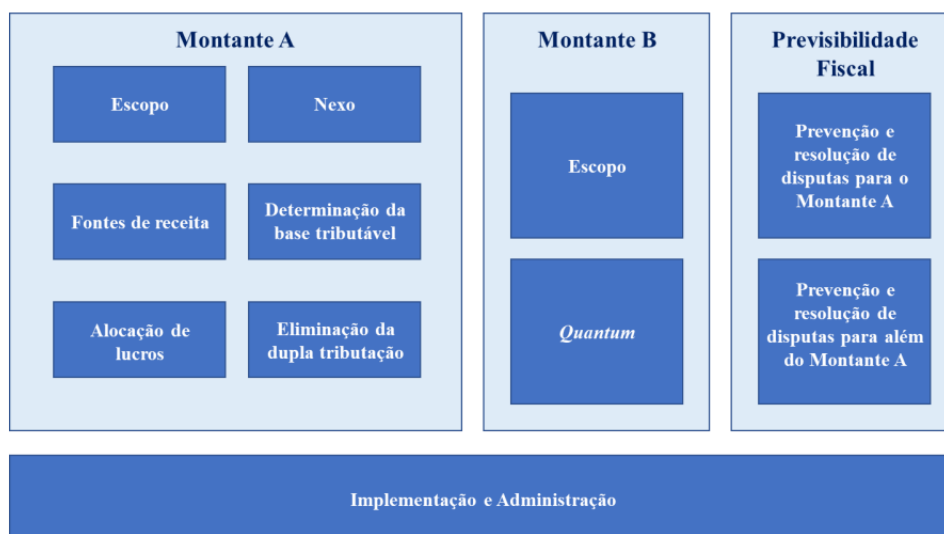 Montante A
Escopo
Nexo
Fontes de receita
Determinação da
base tributável
Alocação de
lucros
Eliminação da
dupla tributação
Montante B
Escopo
Quantum
Previsibilidade
Fiscal
Prevenção e
resolução de
disputas para o
Montante A
Prevenção e
resolução de
disputas para além
do Montante A
Implementação e Administração